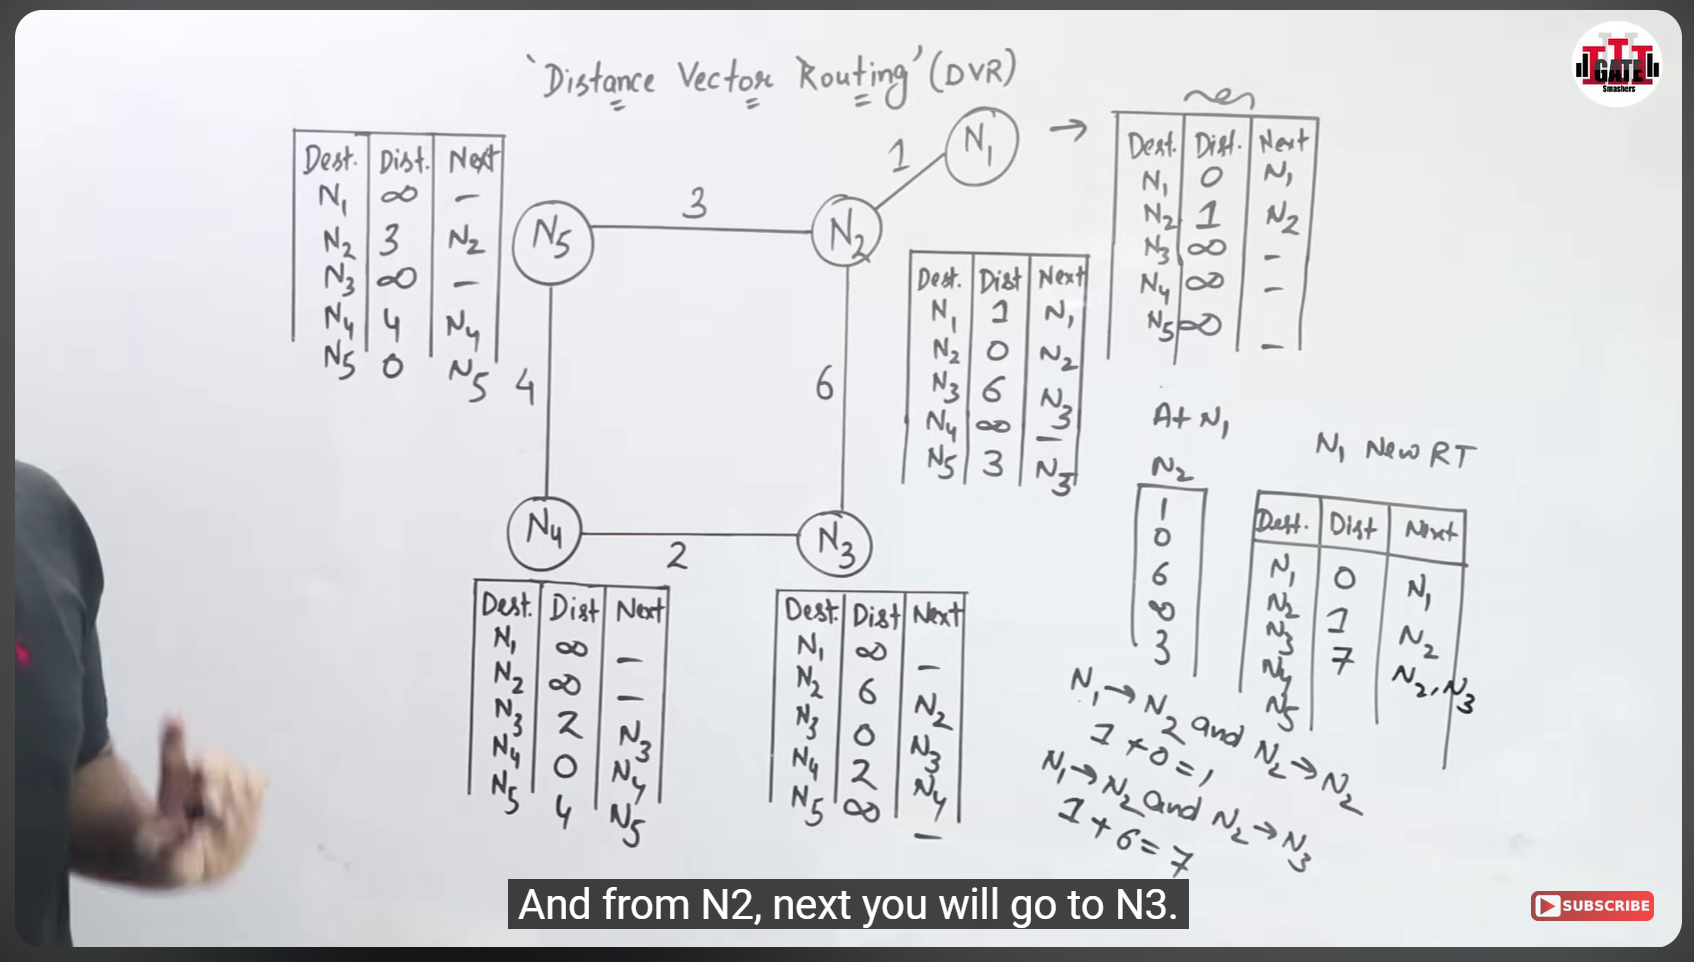 'Distance Vector Routing' (DVR)
GATE
Smashers
Dest. Dist. Next
N1 ∞ -
N2 3 N2
N3 ∞ -
N4 4 N4
N5 0 N5
N5
3
N2
1
N1
→
4
6
N4
2
N3
Dest. Dist. Next
N1 0 N1
N2 1 N2
N3 ∞ -
N4 ∞ -
N5 ∞ -
Dest. Dist Next
N1 1 N1
N2 0 N2
N3 6 N3
N4 ∞ -
N5 3 N3
Dest. Dist Next
N1 ∞ -
N2 ∞ -
N3 2 N3
N4 0 N4
N5 4 N5
Dest. Dist Next
N1 ∞ -
N2 6 N2
N3 0 N3
N4 2 N4
N5 ∞ -
At N1
N2
1
0
6
∞
3
N1 New RT
Dest. Dist Next
N1 0 N1
N2 1 N2
N3 7 N2,N3
N4
N5
N1 → N2 and N2 → N2
1 + 0 = 1
N1 → N2 and N2 → N3
1 + 6 = 7
And from N2, next you will go to N3.
SUBSCRIBE